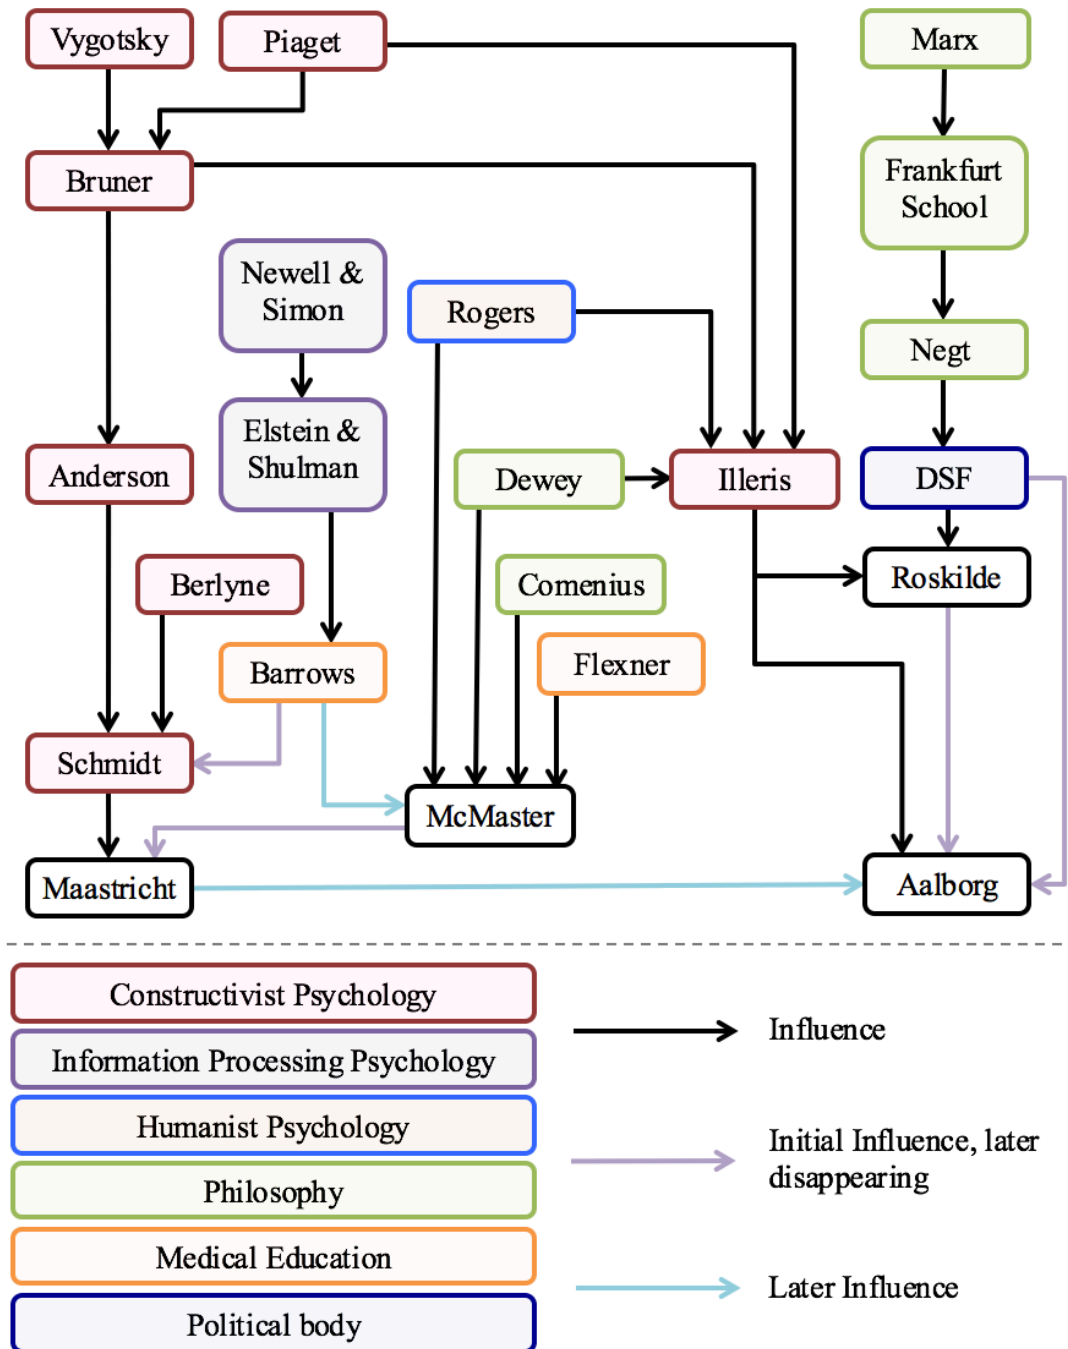 Vygotsky
Piaget
Marx
Bruner
Frankfurt
School
Newell &
Simon
Rogers
Negt
Elstein &
Shulman
Anderson
Dewey
Illeris
DSF
Berlyne
Comenius
Roskilde
Barrows
Flexner
Schmidt
McMaster
Maastricht
Aalborg
Constructivist Psychology
Information Processing Psychology
Humanist Psychology
Philosophy
Medical Education
Political body
Influence
Initial Influence, later
disappearing
Later Influence